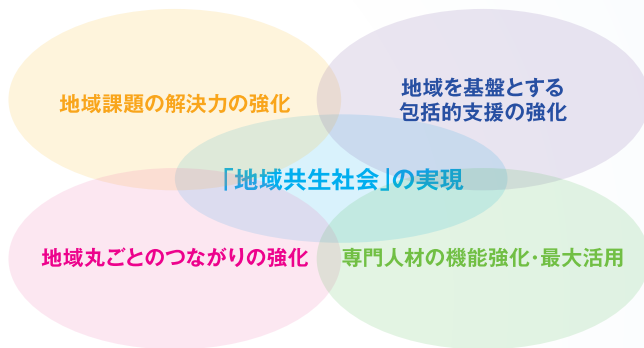 地域課題の解決力の強化
地域を基盤とする
包括的支援の強化
「地域共生社会」の実現
地域丸ごとのつながりの強化
専門人材の機能強化・最大活用